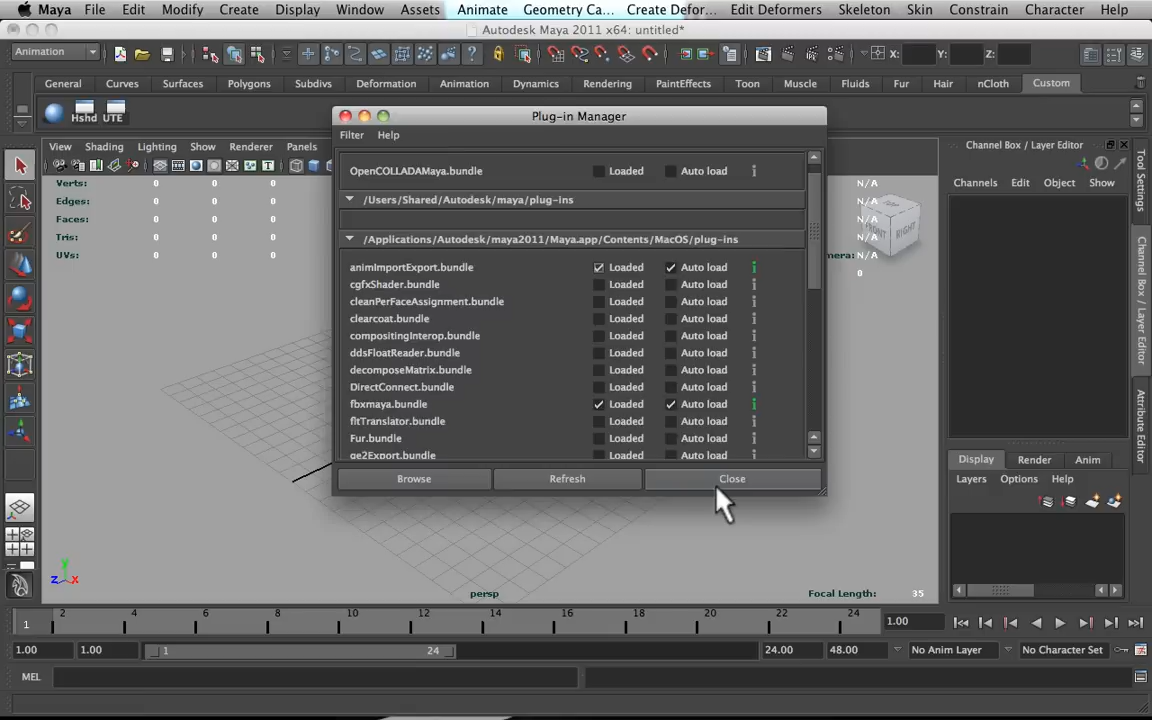 Maya File Edit Modify Create Display Window Assets Animate Geometry Ca... Create Defor... Edit Deformers Skeleton Skin Constrain Character Help
Autodesk Maya 2011 x64: untitled*
Animation X: Y: Z:
General Curves Surfaces Polygons Subdivs Deformation Animation Dynamics Rendering PaintEffects Toon Muscle Fluids Fur Hair nCloth Custom
Hshd UTE
View Shading Lighting Show Renderer Panels
Verts: 0 0 0
Edges: 0 0 0
Faces: 0 0 0
Tris: 0 0 0
UVs: 0 0 0
Plug-in Manager
Filter Help
OpenCOLLADAMaya.bundle Loaded Auto load i
/Users/Shared/Autodesk/maya/plug-ins
/Applications/Autodesk/maya2011/Maya.app/Contents/MacOS/plug-ins
animImportExport.bundle Loaded Auto load i
cgfxShader.bundle Loaded Auto load i
cleanPerFaceAssignment.bundle Loaded Auto load i
clearcoat.bundle Loaded Auto load i
compositingInterop.bundle Loaded Auto load i
ddsFloatReader.bundle Loaded Auto load i
decomposeMatrix.bundle Loaded Auto load i
DirectConnect.bundle Loaded Auto load i
fbxmaya.bundle Loaded Auto load i
fltTranslator.bundle Loaded Auto load i
Fur.bundle Loaded Auto load i
ge2Export.bundle Loaded Auto load
Browse Refresh Close
N/A
N/A
N/A
N/A
0
FRONT RIGHT
persp
Focal Length: 35
z y x
Channel Box / Layer Editor
Channels Edit Object Show
Display Render Anim
Layers Options Help
Tool Settings
Channel Box / Layer Editor
Attribute Editor
1 2 4 6 8 10 12 14 16 18 20 22 24 1.00
1.00 1.00 1 24 24.00 48.00 No Anim Layer No Character Set
MEL